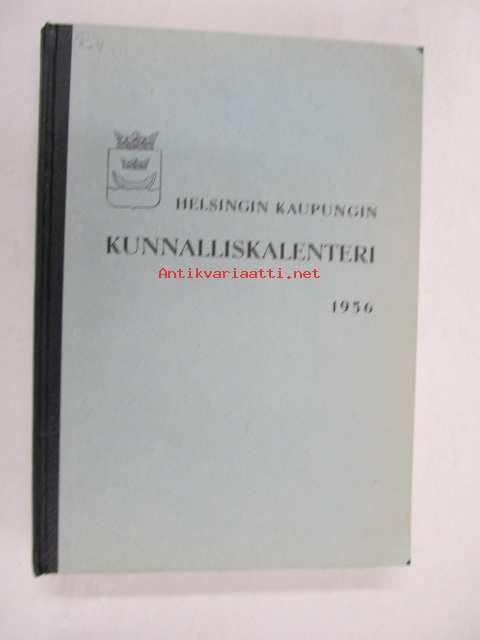 HELSINGIN KAUPUNGIN
KUNNALLISKALENTERI
Antikvariaatti.net
1956